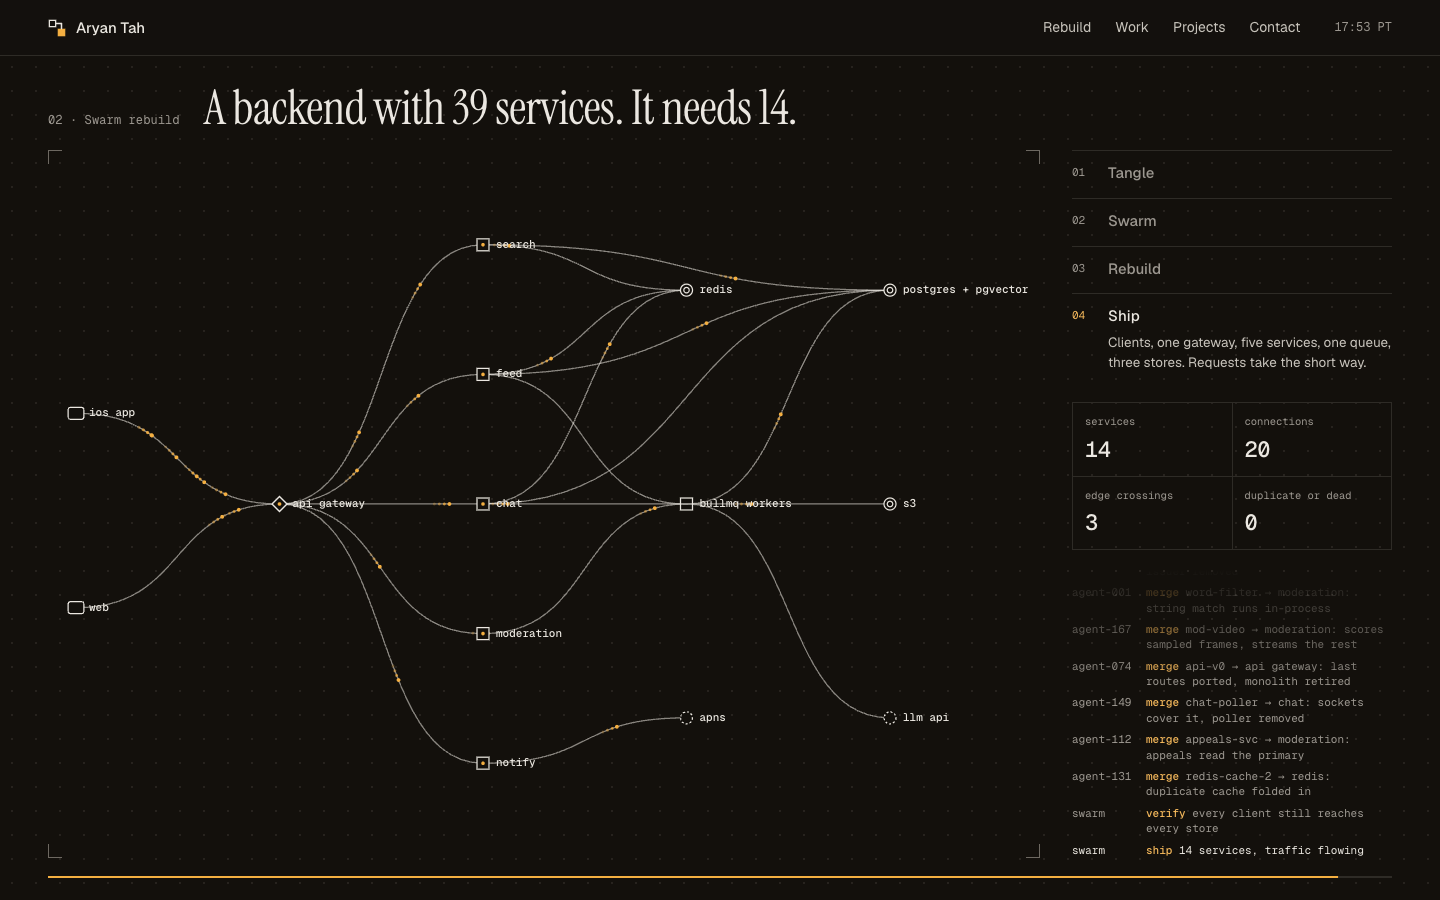 Aryan Tah
Rebuild
Work
Projects
Contact
17:53 PT
02 · Swarm rebuild
A backend with 39 services. It needs 14.
search
redis
postgres + pgvector
feed
ios app
api gateway
chat
bullmq workers
s3
web
moderation
apns
llm api
notify
01 Tangle
02 Swarm
03 Rebuild
04 Ship
Clients, one gateway, five services, one queue,
three stores. Requests take the short way.
services
14
connections
20
edge crossings
3
duplicate or dead
0
agent-001 merge word-filter → moderation:
string match runs in-process
agent-167 merge mod-video → moderation: scores
sampled frames, streams the rest
agent-074 merge api-v0 → api gateway: last
routes ported, monolith retired
agent-149 merge chat-poller → chat: sockets
cover it, poller removed
agent-112 merge appeals-svc → moderation:
appeals read the primary
agent-131 merge redis-cache-2 → redis:
duplicate cache folded in
swarm verify every client still reaches
every store
swarm ship 14 services, traffic flowing